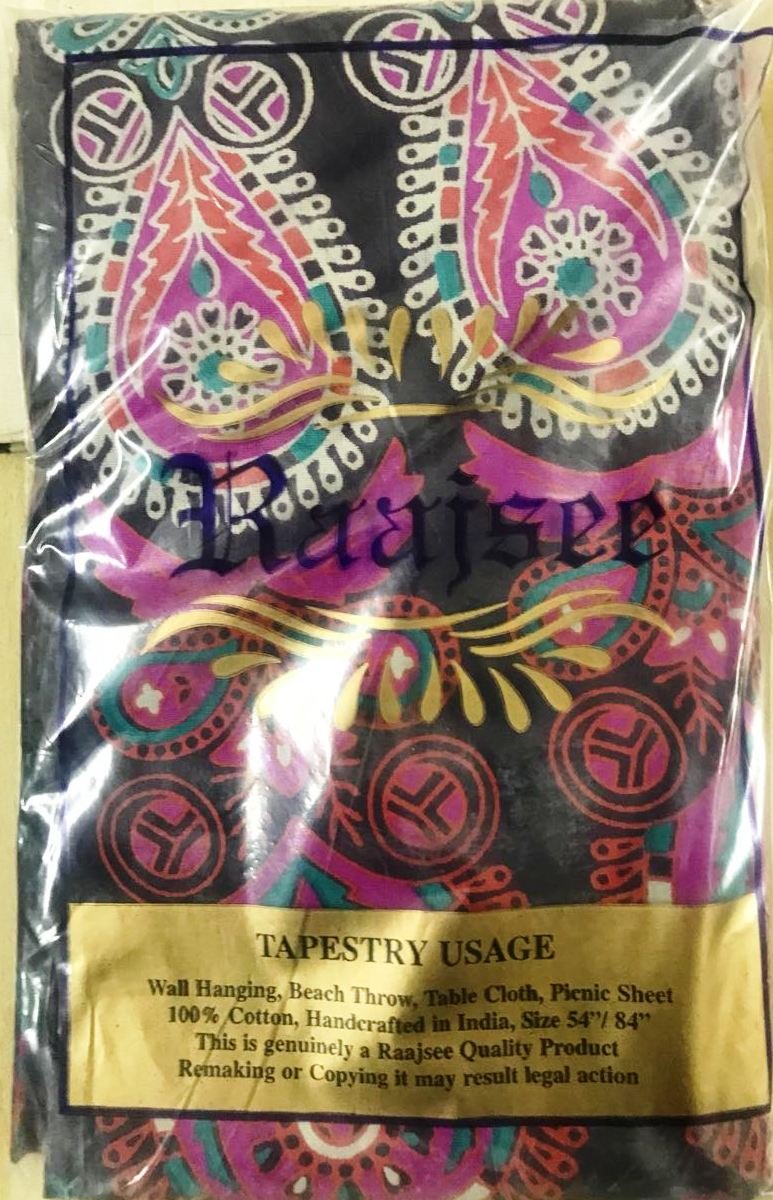 Raajsee
TAPESTRY USAGE
Wall Hanging, Beach Throw, Table Cloth, Picnic Sheet
100% Cotton, Handcrafted in India, Size 54”/ 84”
This is genuinely a Raajsee Quality Product
Remaking or Copying it may result legal action